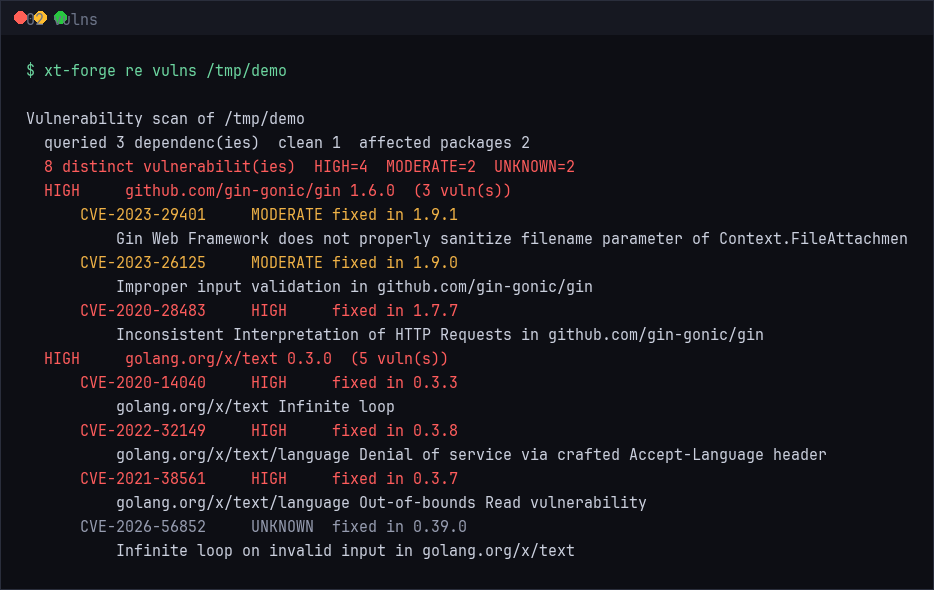 02 vulns
$ xt-forge re vulns /tmp/demo
Vulnerability scan of /tmp/demo
queried 3 dependenc(ies)  clean 1  affected packages 2
8 distinct vulnerabilit(ies)  HIGH=4  MODERATE=2  UNKNOWN=2
HIGH     github.com/gin-gonic/gin 1.6.0  (3 vuln(s))
CVE-2023-29401     MODERATE fixed in 1.9.1
Gin Web Framework does not properly sanitize filename parameter of Context.FileAttachmen
CVE-2023-26125     MODERATE fixed in 1.9.0
Improper input validation in github.com/gin-gonic/gin
CVE-2020-28483     HIGH     fixed in 1.7.7
Inconsistent Interpretation of HTTP Requests in github.com/gin-gonic/gin
HIGH     golang.org/x/text 0.3.0  (5 vuln(s))
CVE-2020-14040     HIGH     fixed in 0.3.3
golang.org/x/text Infinite loop
CVE-2022-32149     HIGH     fixed in 0.3.8
golang.org/x/text/language Denial of service via crafted Accept-Language header
CVE-2021-38561     HIGH     fixed in 0.3.7
golang.org/x/text/language Out-of-bounds Read vulnerability
CVE-2026-56852     UNKNOWN  fixed in 0.39.0
Infinite loop on invalid input in golang.org/x/text